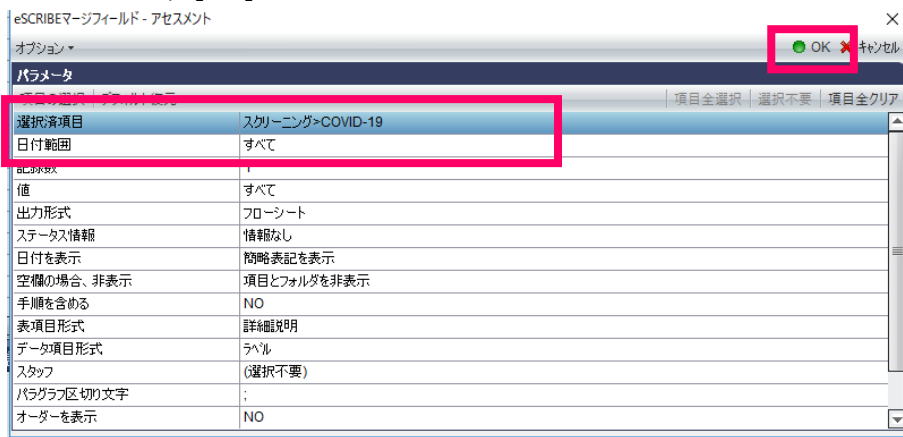 eSCRIBEマージフィールド - アセスメント
オプション OK キャンセル
パラメータ
項目全選択 選択不要 項目全クリア
選択済項目 スクリーニング>COVID-19
日付範囲 すべて
記録数 1
値 すべて
出力形式 フローシート
ステータス情報 情報なし
日付を表示 簡略表記を表示
空欄の場合、非表示 項目とフォルダを非表示
手順を含める NO
表項目形式 詳細説明
データ項目形式 ラベル
スタッフ (選択不要)
パラグラフ区切り文字 ;
オーダーを表示 NO